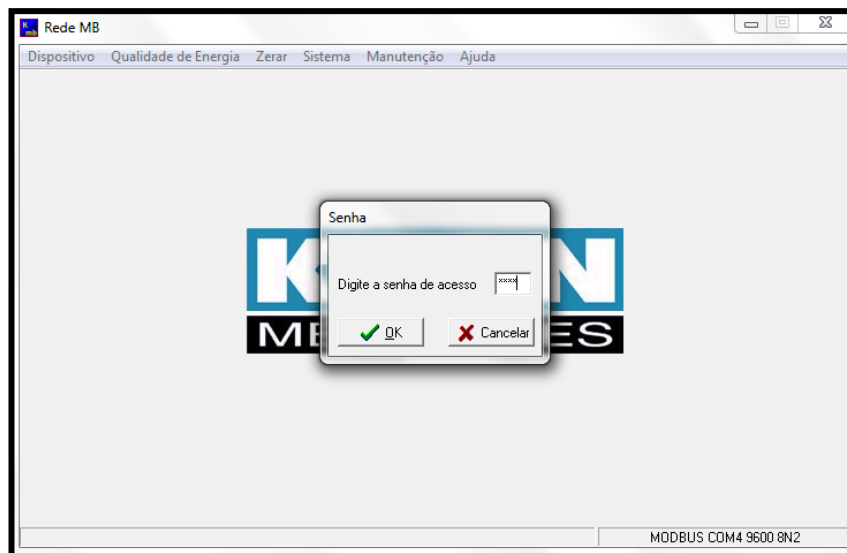 Rede MB
Dispositivo Qualidade de Energia Zerar Sistema Manutenção Ajuda
Senha
Digite a senha de acesso xxxx
OK
Cancelar
MODBUS COM4 9600 8N2